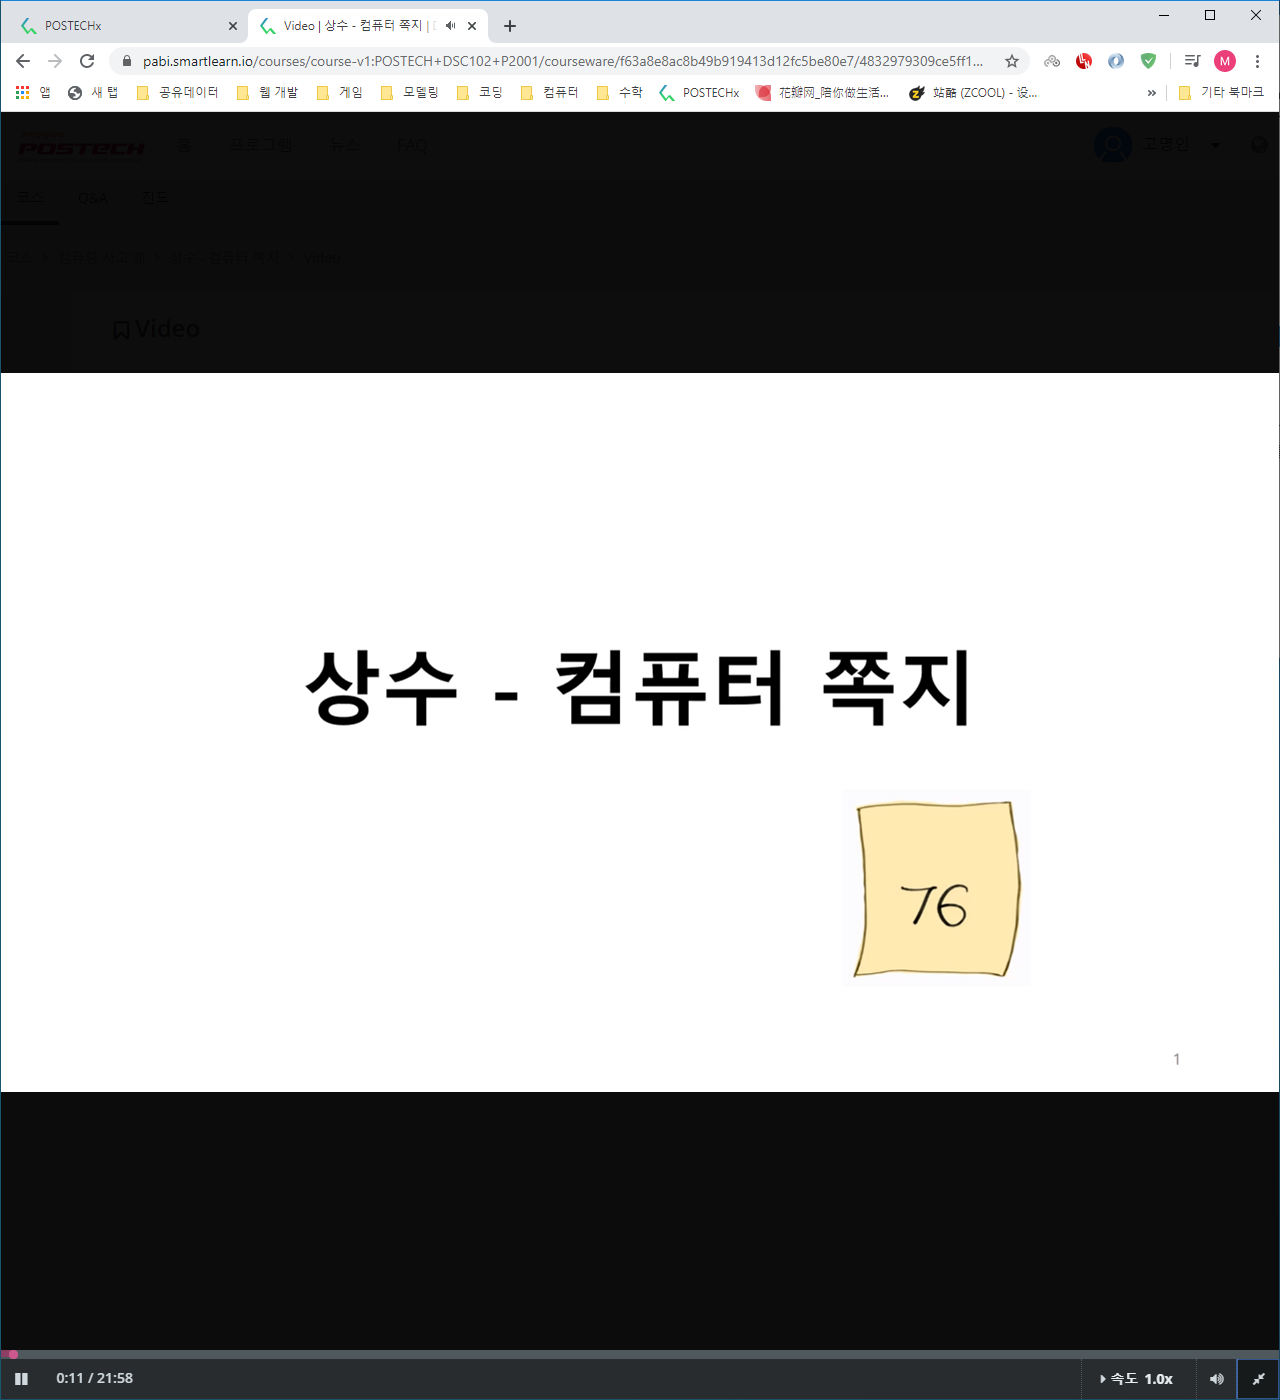 POSTECHx
Video | 상수 - 컴퓨터 쪽지 |
pabi.smartlearn.io/courses/course-v1:POSTECH+DSC102+P2001/courseware/f63a8e8ac8b49b919413d12fc5be80e7/4832979309ce5ff1...
M
앱 새 탭 공유데이터 웹 개발 게임 모델링 코딩 컴퓨터 수학 POSTECHx 花瓣网_陪你做生活... 站酷 (ZCOOL) - 设... » 기타 북마크
POSTECH 홈 프로그램 뉴스 FAQ 고영인
코스 Q&A 진도
Video
Video
상수 - 컴퓨터 쪽지
76
1
0:11 / 21:58 속도 1.0x